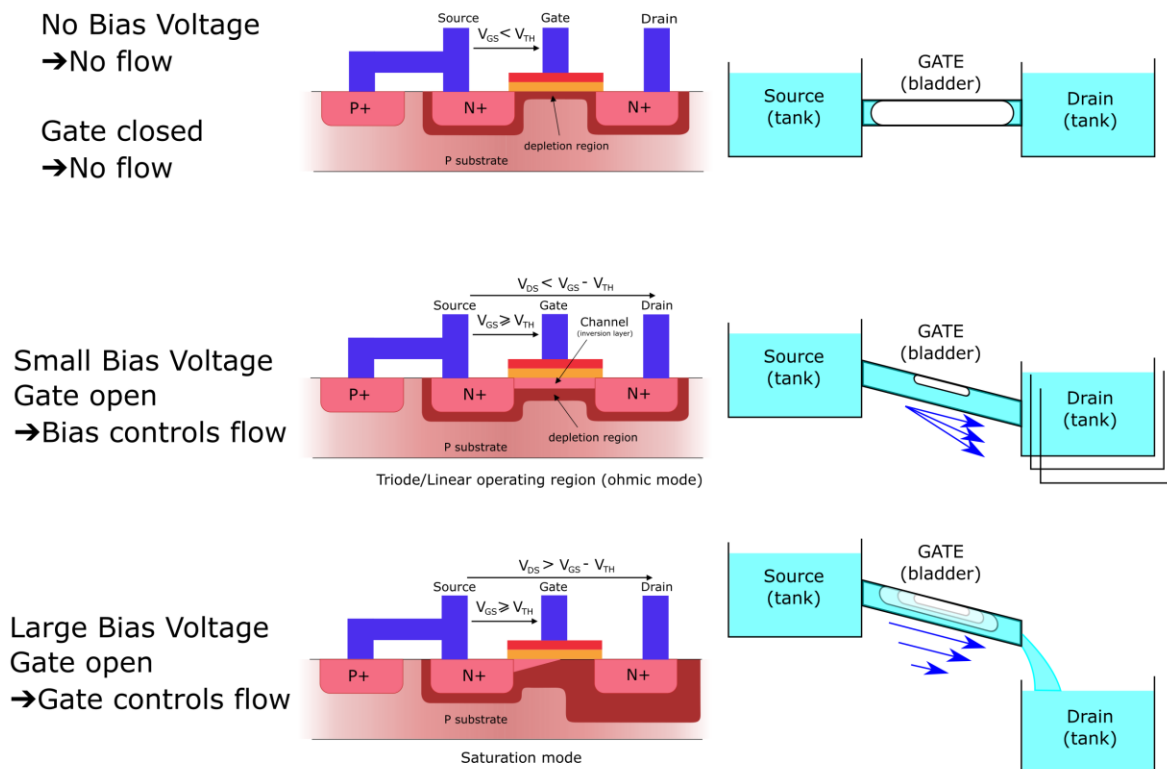 No Bias Voltage
➔No flow
Gate closed
➔No flow
Source
Gate
Drain
V_GS < V_TH
P+
N+
N+
depletion region
P substrate
GATE
(bladder)
Source
(tank)
Drain
(tank)
Small Bias Voltage
Gate open
➔Bias controls flow
V_DS < V_GS - V_TH
Source
Gate
Drain
V_GS ⩾ V_TH
Channel
(inversion layer)
P+
N+
N+
P substrate
depletion region
Triode/Linear operating region (ohmic mode)
GATE
(bladder)
Source
(tank)
Drain
(tank)
Large Bias Voltage
Gate open
➔Gate controls flow
V_DS > V_GS - V_TH
Source
Gate
Drain
V_GS ⩾ V_TH
P+
N+
N+
P substrate
Saturation mode
GATE
(bladder)
Source
(tank)
Drain
(tank)